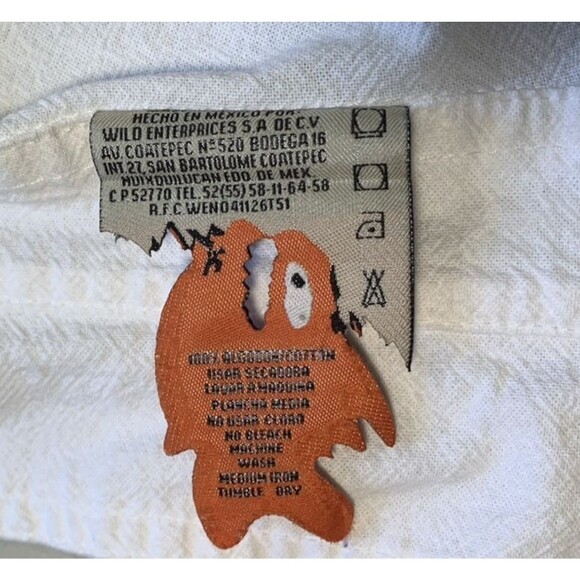 HECHO EN MEXICO POR
WILD ENTERPRICES S.A DE C.V
AV. COATEPEC Nº 520 BODEGA 16
INT. 27, SAN BARTOLOME COATEPEC
HUIXQUILUCAN EDO DE MEX.
C P 52770 TEL. 52(55) 58-11-64-58
R.F.C WEN041126T51
100% ALGODON/COTTON
USAR SECADORA
LAVAR A MAQUINA
PLANCHA MEDIA
NO USAR CLORO
NO BLEACH
MACHINE
WASH
MEDIUM IRON
TUMBLE DRY